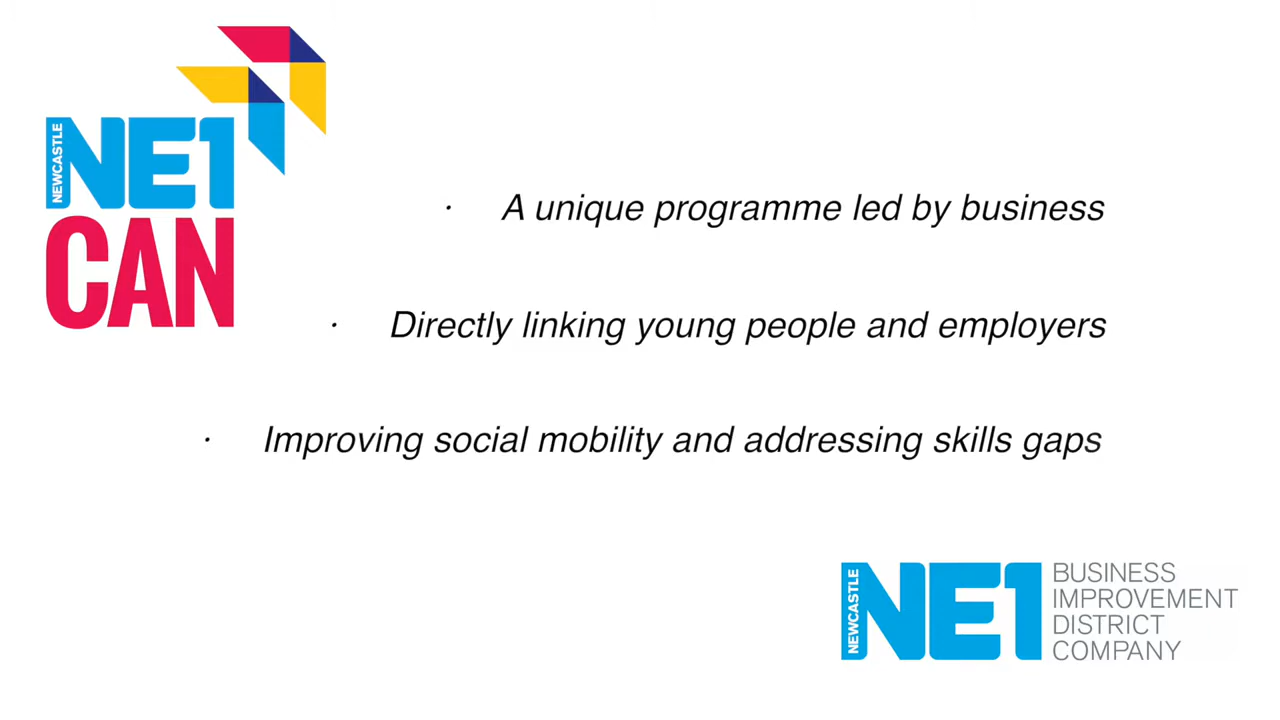 NEWCASTLE
NE1
CAN
· A unique programme led by business
· Directly linking young people and employers
· Improving social mobility and addressing skills gaps
NEWCASTLE
NE1
BUSINESS
IMPROVEMENT
DISTRICT
COMPANY